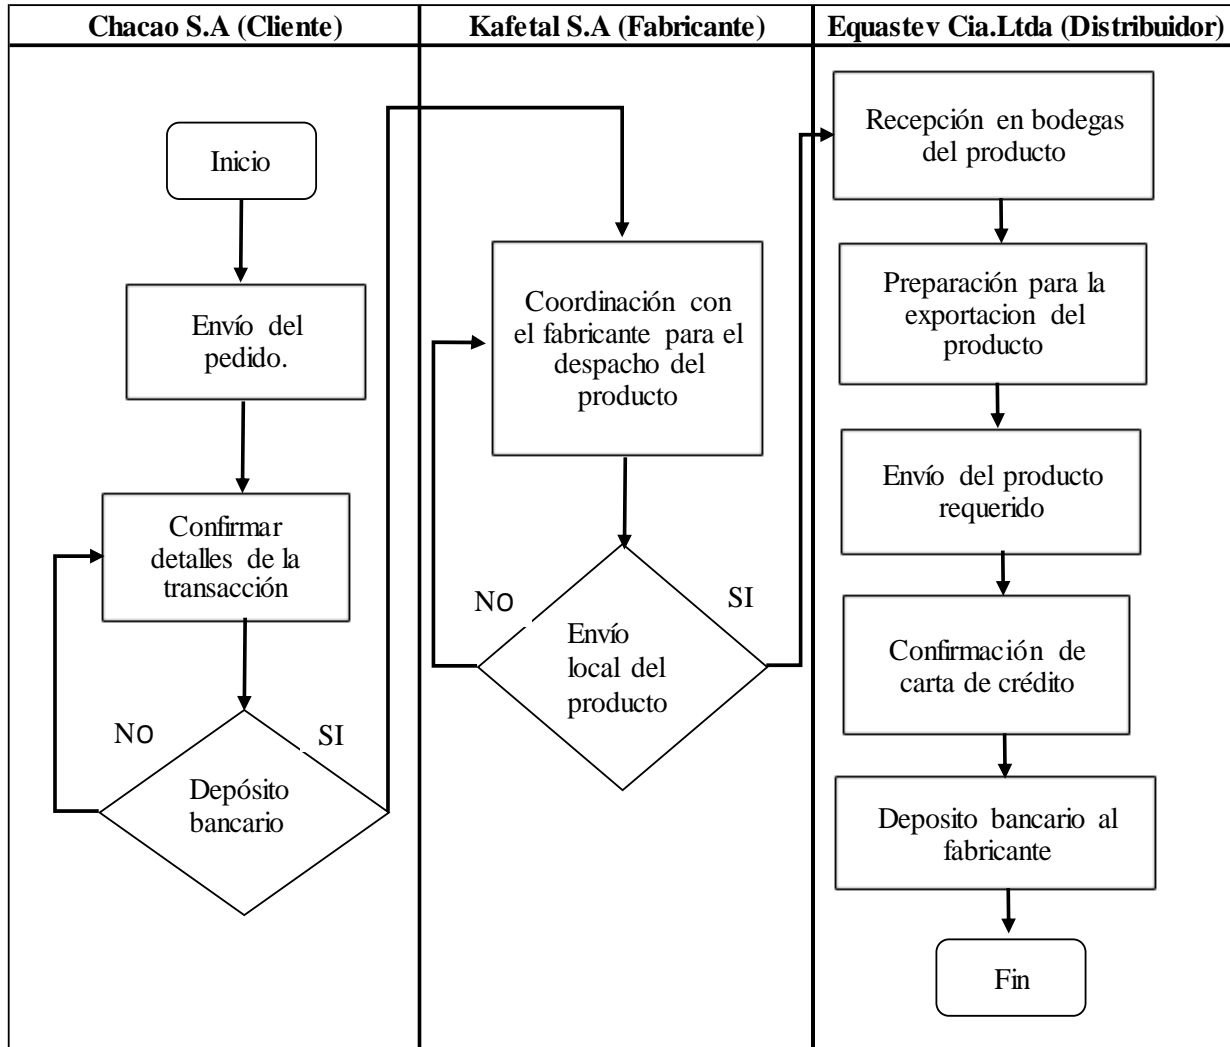 Chacao S.A (Cliente)
Kafetal S.A (Fabricante)
Equastev Cia.Ltda (Distribuidor)
Inicio
Envío del
pedido.
Confirmar
detalles de la
transacción
NO
SI
Depósito
bancario
Coordinación con
el fabricante para el
despacho del
producto
NO
SI
Envío
local del
producto
Recepción en bodegas
del producto
Preparación para la
exportacion del
producto
Envío del producto
requerido
Confirmación de
carta de crédito
Deposito bancario al
fabricante
Fin